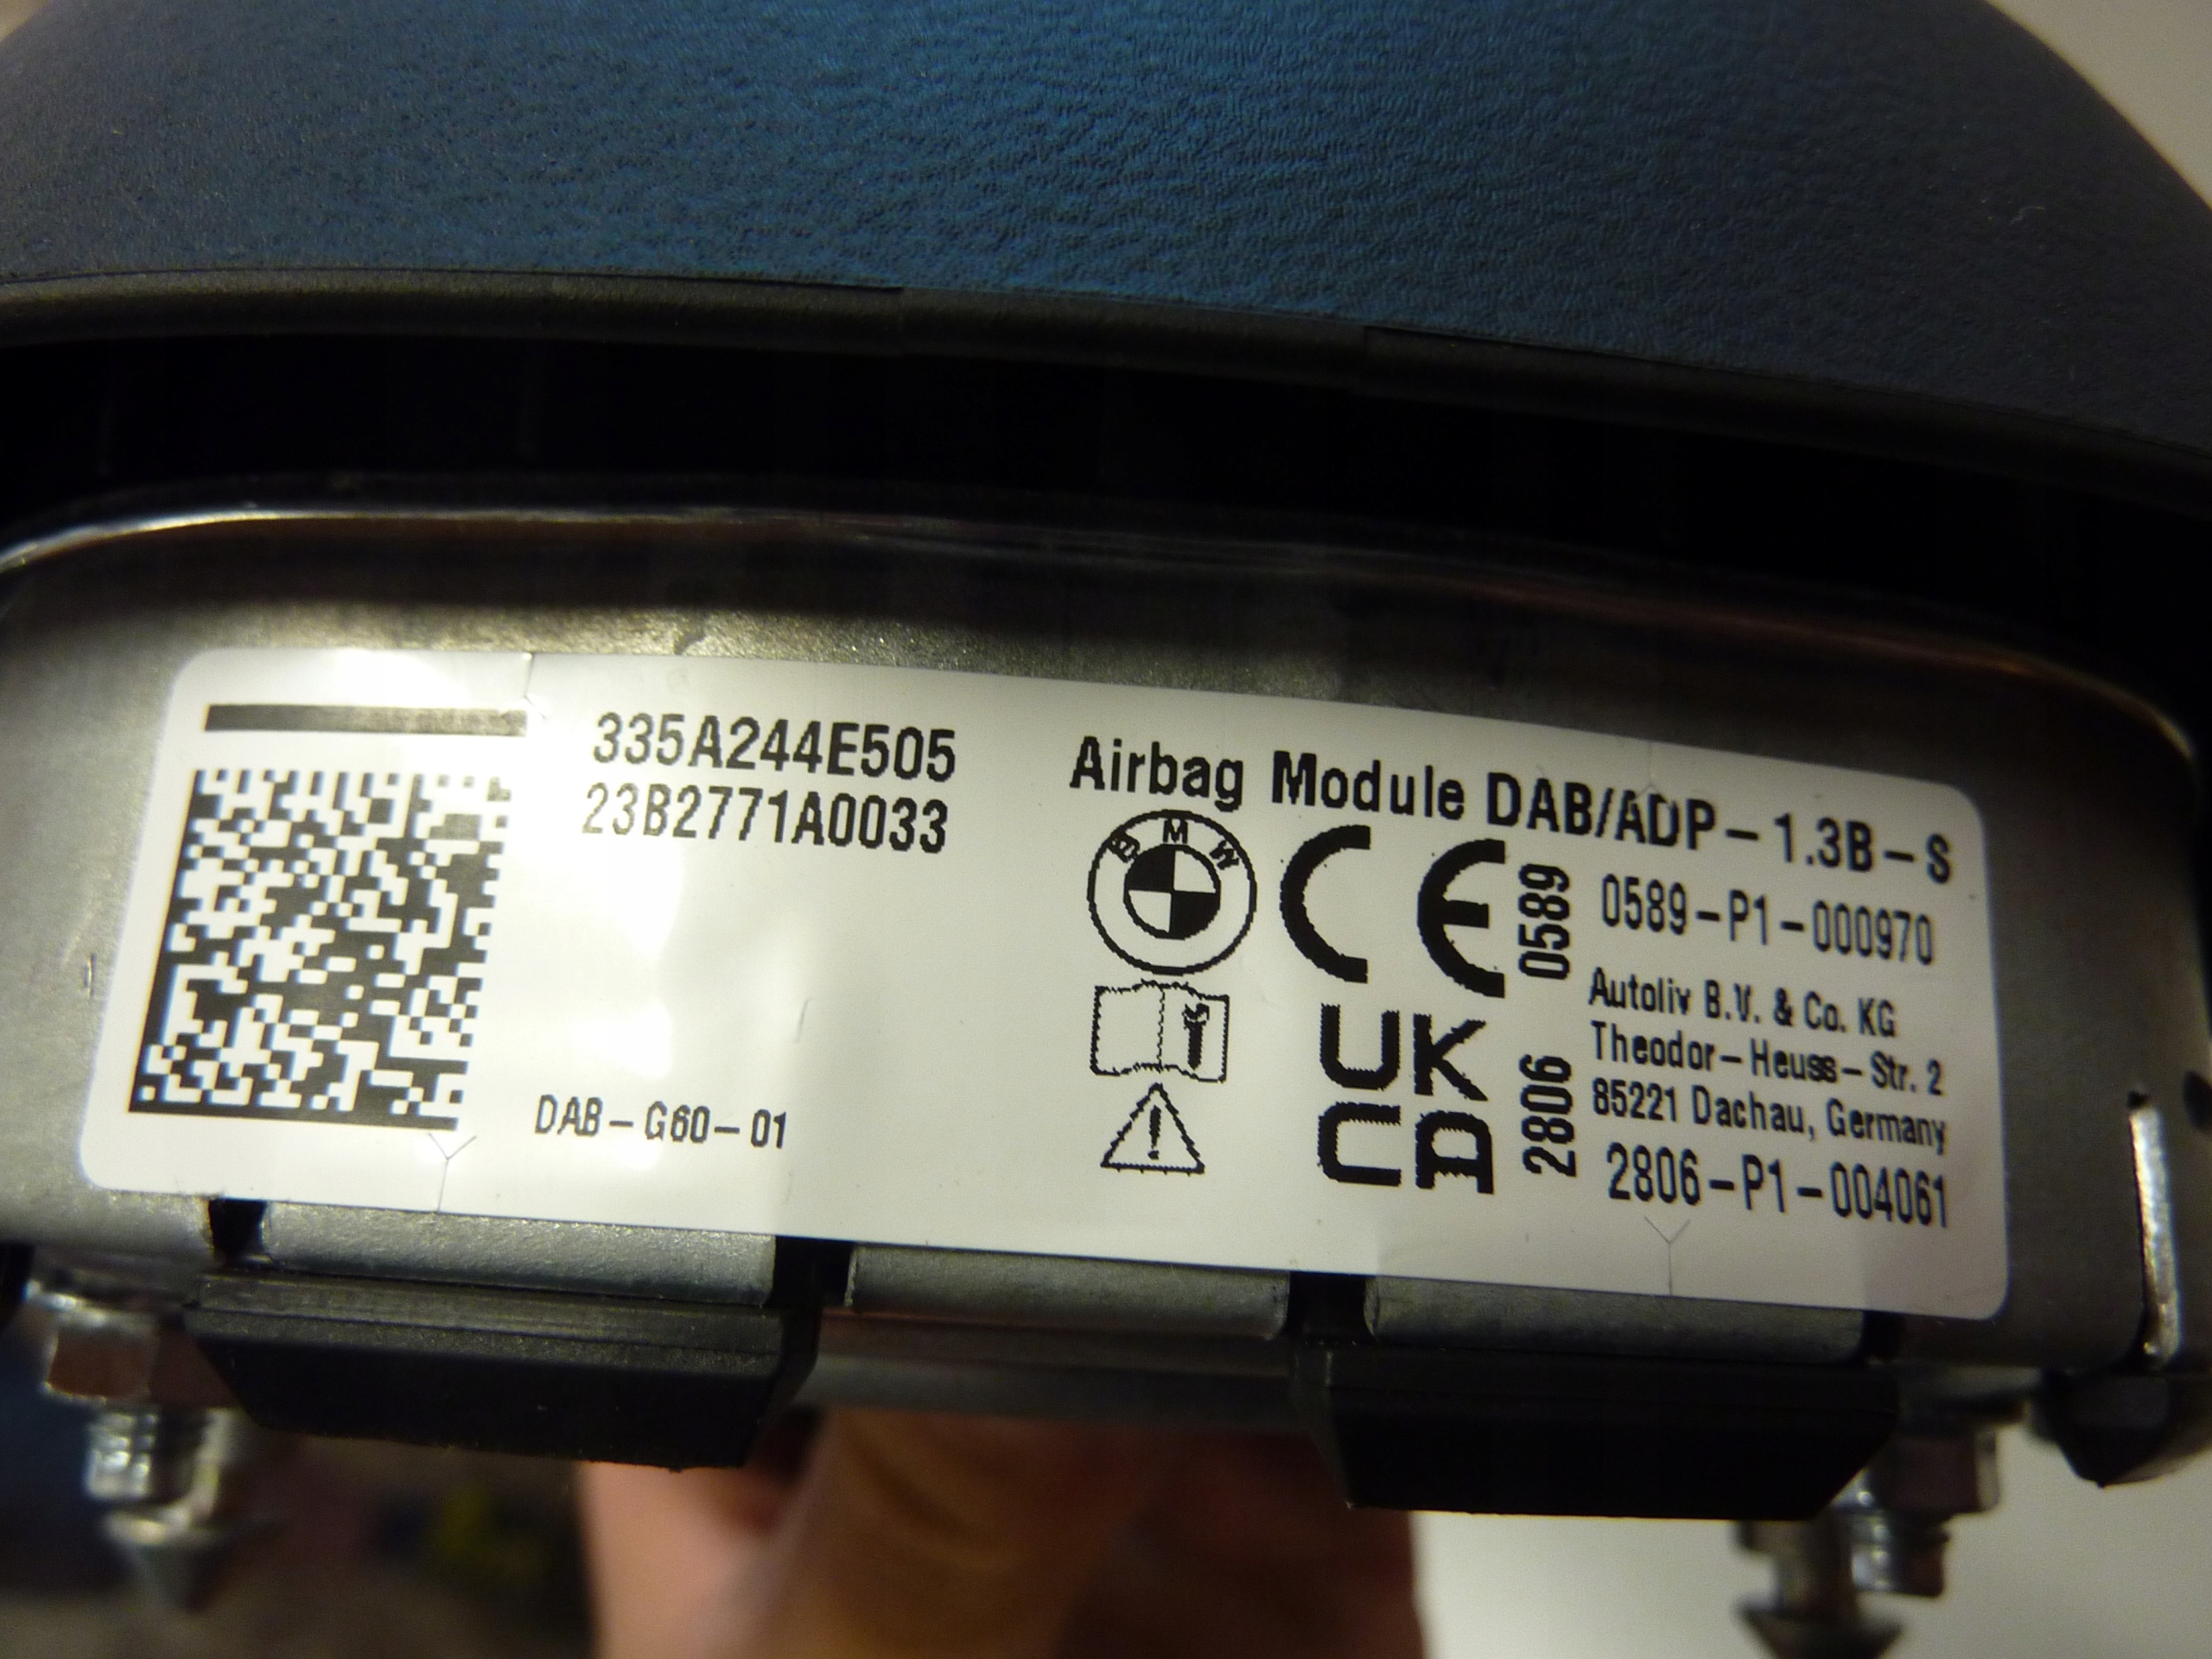 335A244E505
23B2771A0033
DAB-G60-01
Airbag Module DAB/ADP-1.3B-S
BMW
CE 0589
0589-P1-000970
Autoliv B.V. & Co. KG
Theodor-Heuss-Str. 2
85221 Dachau, Germany
UK
CA 2806
2806-P1-004061